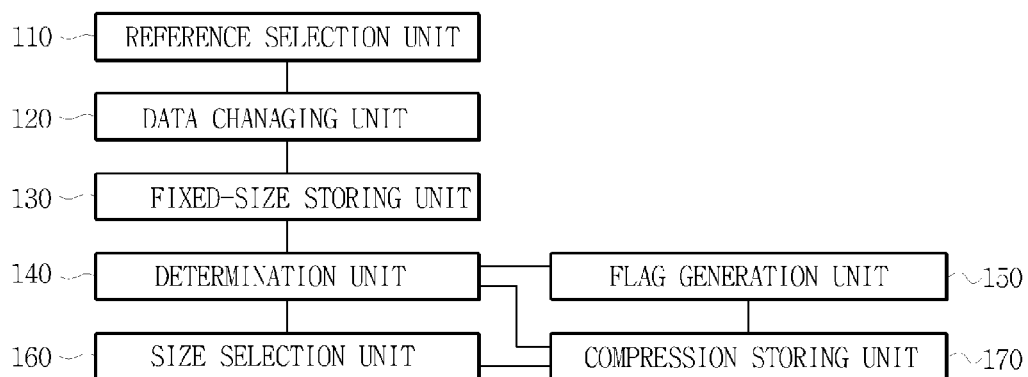 110 REFERENCE SELECTION UNIT
120 DATA CHANAGING UNIT
130 FIXED-SIZE STORING UNIT
140 DETERMINATION UNIT FLAG GENERATION UNIT 150
160 SIZE SELECTION UNIT COMPRESSION STORING UNIT 170